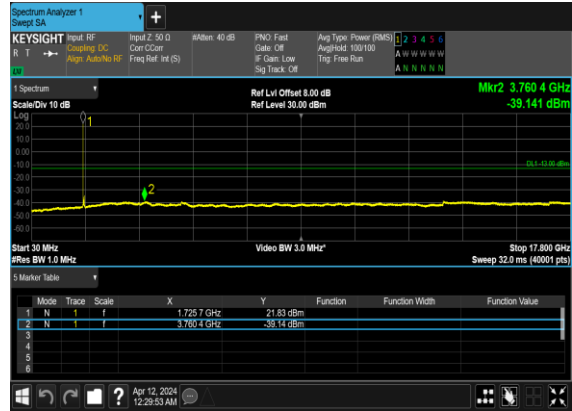 Spectrum Analyzer 1
Swept SA
KEYSIGHT
R T
Input: RF
Coupling: DC
Align: Auto/No RF
Input Z: 50 Ω
Corr CCorr
Freq Ref: Int (S)
#Atten: 40 dB
PNO: Fast
Gate: Off
IF Gain: Low
Sig Track: Off
Avg Type: Power (RMS)
Avg|Hold: 100/100
Trig: Free Run
1 2 3 4 5 6
A W W W W W
A N N N N N
1 Spectrum
Scale/Div 10 dB
Ref Lvl Offset 8.00 dB
Ref Level 30.00 dBm
Mkr2 3.760 4 GHz
-39.141 dBm
Log
20.0
10.0
0.00
-10.0
-20.0
-30.0
-40.0
-50.0
-60.0
1
2
DL1 -13.00 dBm
Start 30 MHz
#Res BW 1.0 MHz
Video BW 3.0 MHz*
Stop 17.800 GHz
Sweep 32.0 ms (40001 pts)
5 Marker Table
Mode Trace Scale X Y Function Function Width Function Value
1 N 1 f 1.725 7 GHz 21.83 dBm
2 N 1 f 3.760 4 GHz -39.14 dBm
3
4
5
6
Apr 12, 2024
12:29:53 AM